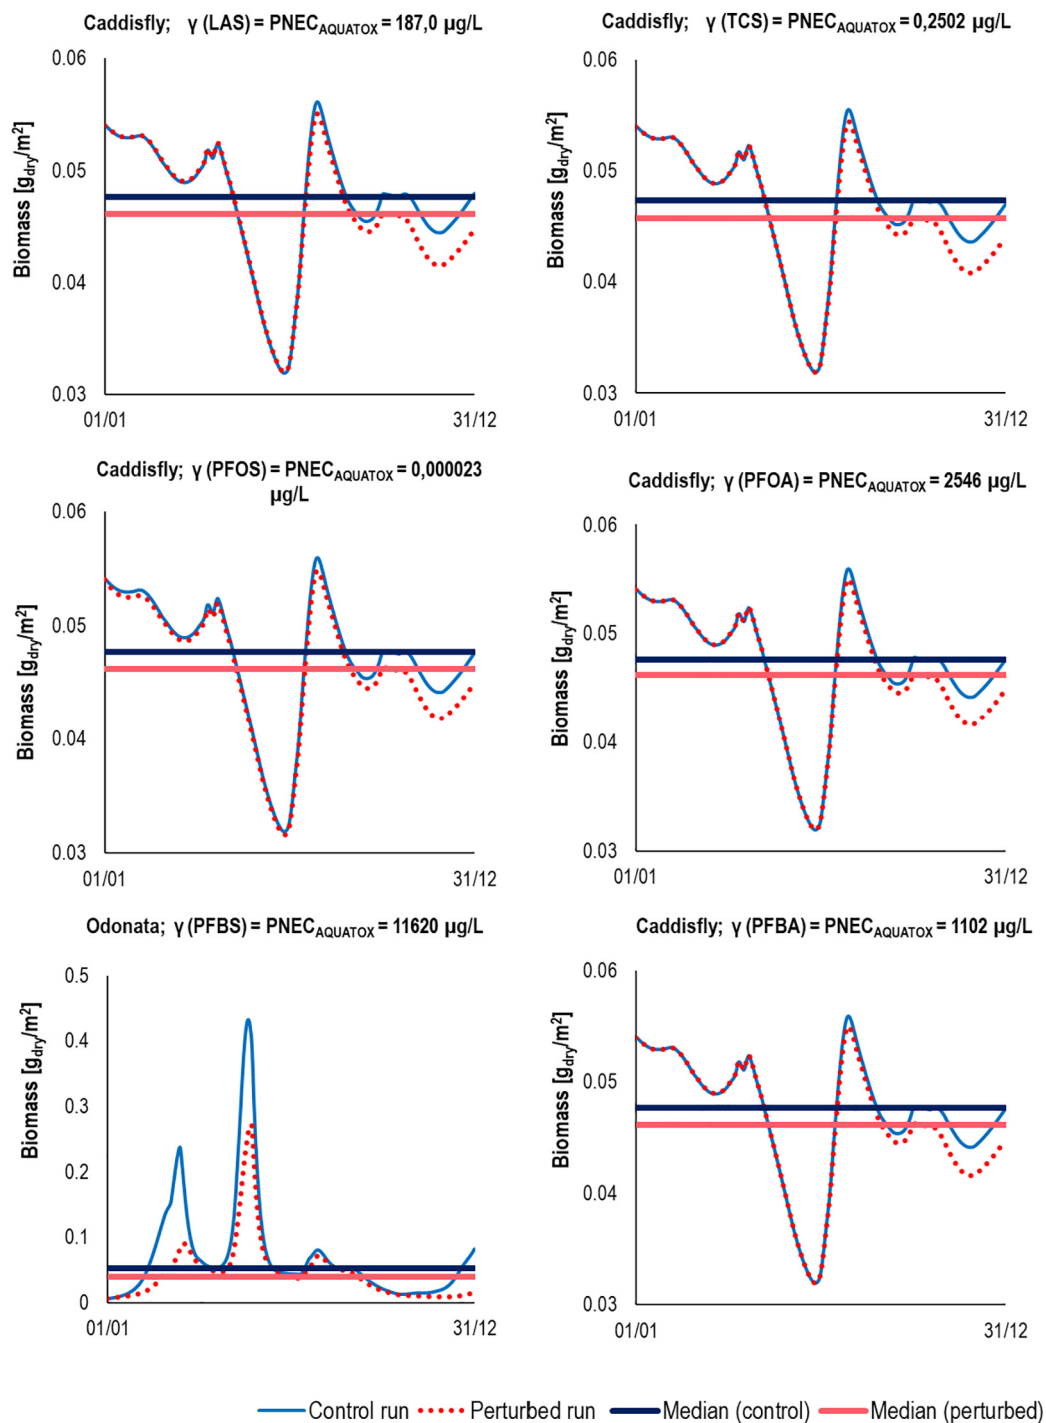 Caddisfly; γ (LAS) = PNECAQUATOX = 187,0 µg/L
Biomass [gdry/m²]
0.06
0.05
0.04
0.03
01/01
31/12
Caddisfly; γ (TCS) = PNECAQUATOX = 0,2502 µg/L
Biomass [gdry/m²]
0.06
0.05
0.04
0.03
01/01
31/12
Caddisfly; γ (PFOS) = PNECAQUATOX = 0,000023
µg/L
Biomass [gdry/m²]
0.06
0.05
0.04
0.03
01/01
31/12
Caddisfly; γ (PFOA) = PNECAQUATOX = 2546 µg/L
Biomass [gdry/m²]
0.06
0.05
0.04
0.03
01/01
31/12
Odonata; γ (PFBS) = PNECAQUATOX = 11620 µg/L
Biomass [gdry/m²]
0.5
0.4
0.3
0.2
0.1
0
01/01
31/12
Caddisfly; γ (PFBA) = PNECAQUATOX = 1102 µg/L
Biomass [gdry/m²]
0.06
0.05
0.04
0.03
01/01
31/12
Control run
Perturbed run
Median (control)
Median (perturbed)